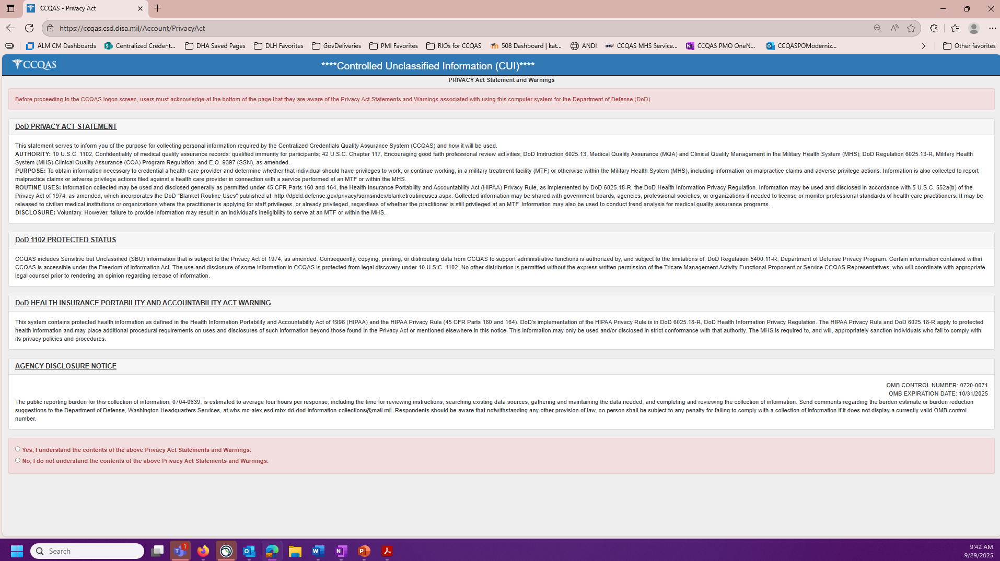 CCQAS - Privacy Act
https://ccqas.csd.disa.mil/Account/PrivacyAct
ALM CM Dashboards
Centralized Credent...
DHA Saved Pages
DLH Favorites
GovDeliveries
PMI Favorites
RIOs for CCQAS
508 Dashboard | kat...
ANDI
CCQAS MHS Service...
CCQAS PMO OneN...
CCQASPOModerniz...
Other favorites
CCQAS
****Controlled Unclassified Information (CUI)****
PRIVACY Act Statement and Warnings
Before proceeding to the CCQAS logon screen, users must acknowledge at the bottom of the page that they are aware of the Privacy Act Statements and Warnings associated with using this computer system for the Department of Defense (DoD).
DoD PRIVACY ACT STATEMENT
This statement serves to inform you of the purpose for collecting personal information required by the Centralized Credentials Quality Assurance System (CCQAS) and how it will be used.
AUTHORITY: 10 U.S.C. 1102, Confidentiality of medical quality assurance records: qualified immunity for participants; 42 U.S.C. Chapter 117, Encouraging good faith professional review activities; DoD Instruction 6025.13, Medical Quality Assurance (MQA) and Clinical Quality Management in the Military Health System (MHS); DoD Regulation 6025.13-R, Military Health
System (MHS) Clinical Quality Assurance (CQA) Program Regulation; and E.O. 9397 (SSN), as amended.
PURPOSE: To obtain information necessary to credential a health care provider and determine whether that individual should have privileges to work, or continue working, in a military treatment facility (MTF) or otherwise within the Military Health System (MHS), including information on malpractice claims and adverse privilege actions. Information is also collected to report
malpractice claims or adverse privilege actions filed against a health care provider in connection with a service performed at an MTF or within the MHS.
ROUTINE USES: Information collected may be used and disclosed generally as permitted under 45 CFR Parts 160 and 164, the Health Insurance Portability and Accountability Act (HIPAA) Privacy Rule, as implemented by DoD 6025.18-R, the DoD Health Information Privacy Regulation. Information may be used and disclosed in accordance with 5 U.S.C. 552a(b) of the
Privacy Act of 1974, as amended, which incorporates the DoD "Blanket Routine Uses" published at: http://dpcld.defense.gov/privacy/sornsindex/blanketroutineuses.aspx. Collected information may be shared with government boards, agencies, professional societies, or organizations if needed to license or monitor professional standards of health care practitioners. It may be
released to civilian medical institutions or organizations where the practitioner is applying for staff privileges, or already privileged, regardless of whether the practitioner is still privileged at an MTF. Information may also be used to conduct trend analysis for medical quality assurance programs.
DISCLOSURE: Voluntary. However, failure to provide information may result in an individual's ineligibility to serve at an MTF or within the MHS.
DoD 1102 PROTECTED STATUS
CCQAS includes Sensitive but Unclassified (SBU) information that is subject to the Privacy Act of 1974, as amended. Consequently, copying, printing, or distributing data from CCQAS to support administrative functions is authorized by, and subject to the limitations of, DoD Regulation 5400.11-R, Department of Defense Privacy Program. Certain information contained within
CCQAS is accessible under the Freedom of Information Act. The use and disclosure of some information in CCQAS is protected from legal discovery under 10 U.S.C. 1102. No other distribution is permitted without the express written permission of the Tricare Management Activity Functional Proponent or Service CCQAS Representatives, who will coordinate with appropriate
legal counsel prior to rendering an opinion regarding release of information.
DoD HEALTH INSURANCE PORTABILITY AND ACCOUNTABILITY ACT WARNING
This system contains protected health information as defined in the Health Information Portability and Accountability Act of 1996 (HIPAA) and the HIPAA Privacy Rule (45 CFR Parts 160 and 164). DoD's implementation of the HIPAA Privacy Rule is in DoD 6025.18-R, DoD Health Information Privacy Regulation. The HIPAA Privacy Rule and DoD 6025.18-R apply to protected
health information and may place additional procedural requirements on uses and disclosures of such information beyond those found in the Privacy Act or mentioned elsewhere in this notice. This information may only be used and/or disclosed in strict conformance with that authority. The MHS is required to, and will, appropriately sanction individuals who fail to comply with
its privacy policies and procedures.
AGENCY DISCLOSURE NOTICE
OMB CONTROL NUMBER: 0720-0071
OMB EXPIRATION DATE: 10/31/2025
The public reporting burden for this collection of information, 0704-0639, is estimated to average four hours per response, including the time for reviewing instructions, searching existing data sources, gathering and maintaining the data needed, and completing and reviewing the collection of information. Send comments regarding the burden estimate or burden reduction
suggestions to the Department of Defense, Washington Headquarters Services, at whs.mc-alex.esd.mbx.dd-dod-information-collections@mail.mil. Respondents should be aware that notwithstanding any other provision of law, no person shall be subject to any penalty for failing to comply with a collection of information if it does not display a currently valid OMB control
number.
Yes, I understand the contents of the above Privacy Act Statements and Warnings.
No, I do not understand the contents of the above Privacy Act Statements and Warnings.
Search
1
9:42 AM
9/29/2025